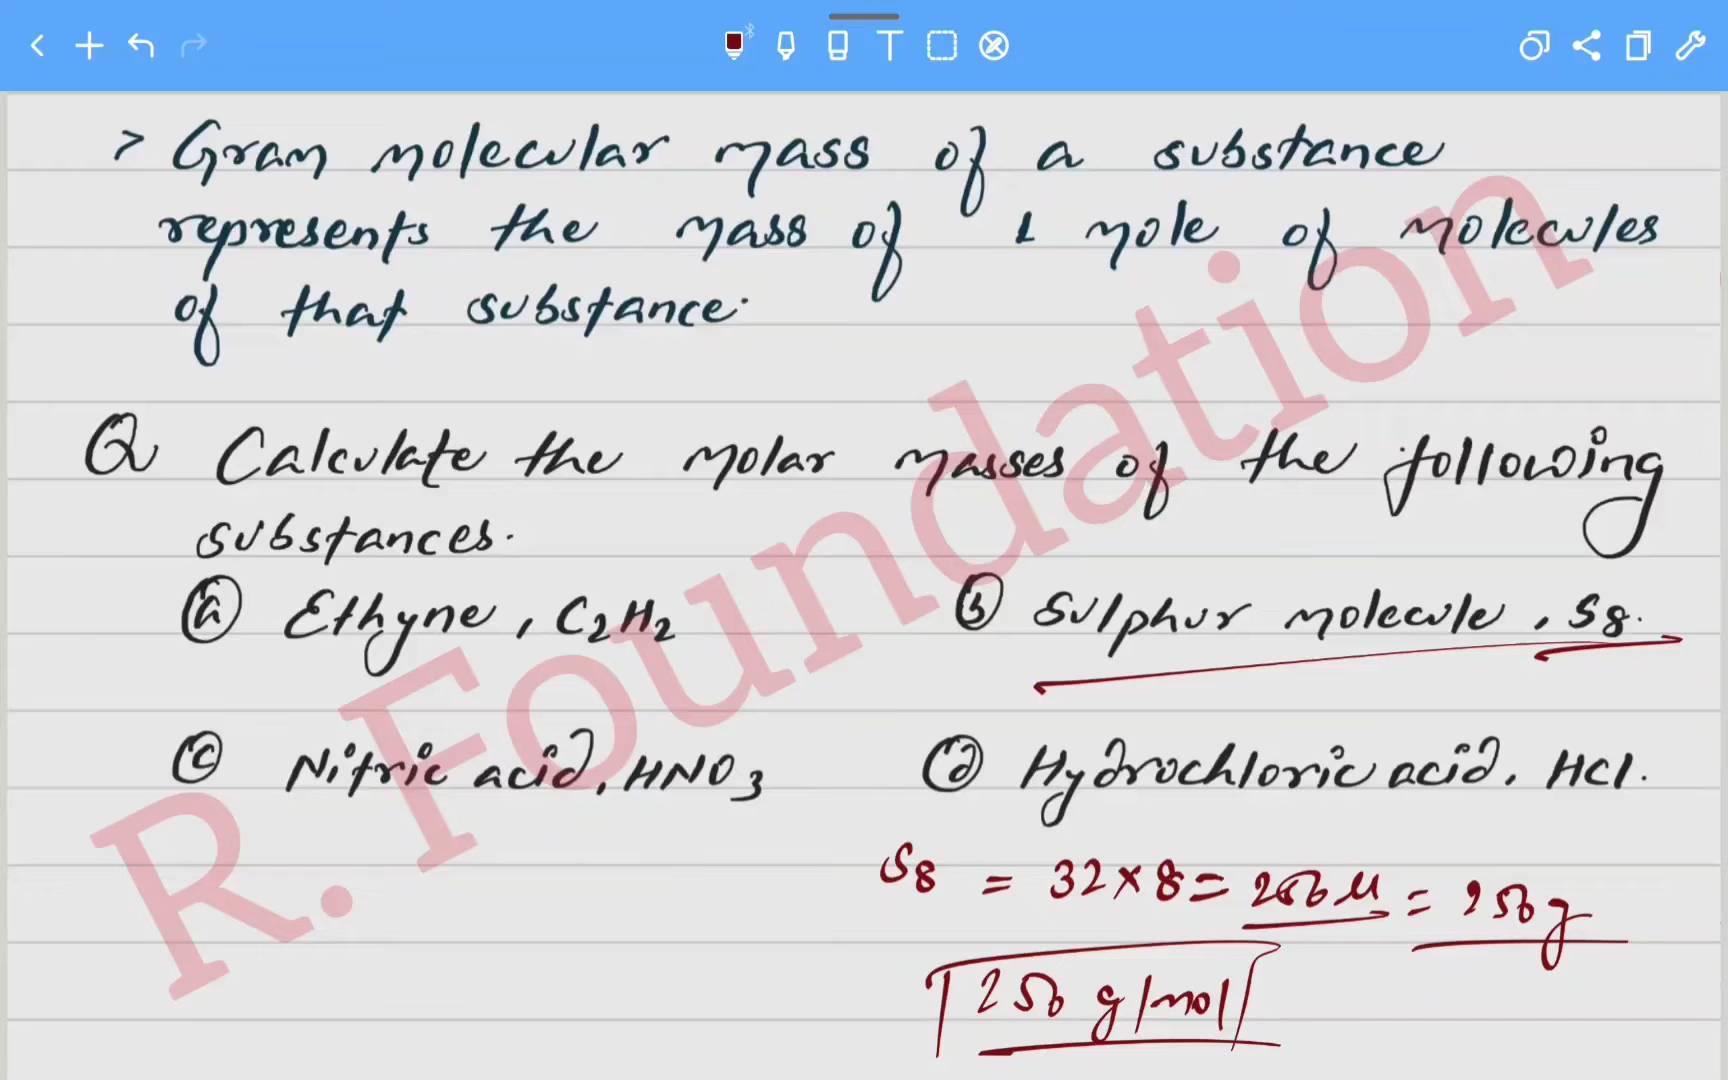 > Gram molecular mass of a substance
represents the mass of 1 mole of molecules
of that substance.
Q Calculate the molar masses of the following
substances.
(a) Ethyne, C2H2
(b) Sulphur molecule, S8.
(c) Nitric acid, HNO3
(d) Hydrochloric acid, HCl.
S8 = 32×8 = 256 u = 256 g
256 g/mol
R. Foundation